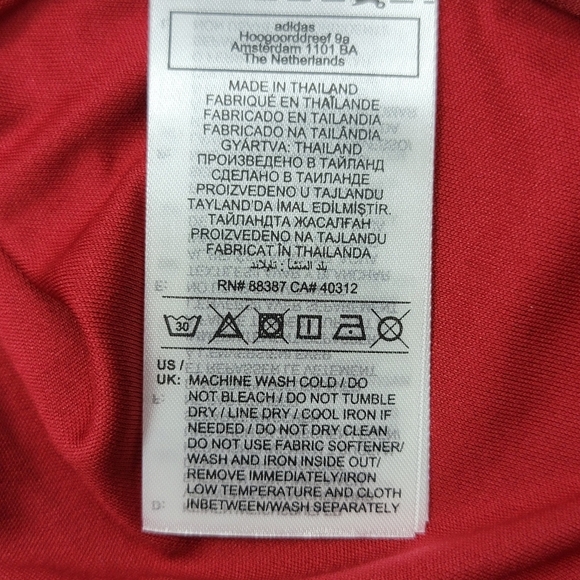 adidas
Hoogoorddreef 9a
Amsterdam 1101 BA
The Netherlands
MADE IN THAILAND
FABRIQUÉ EN THAÏLANDE
FABRICADO EN TAILANDIA
FABRICADO NA TAILÂNDIA
GYÁRTVA: THAILAND
ПРОИЗВЕДЕНО В ТАЙЛАНД
СДЕЛАНО В ТАИЛАНДЕ
PROIZVEDENO U TAJLANDU
TAYLAND'DA İMAL EDİLMİŞTİR.
ТАЙЛАНДТА ЖАСАЛҒАН
PROIZVEDENO NA TAJLANDU
FABRICAT ÎN THAILANDA
بلد المنشأ : تايلاند
RN# 88387 CA# 40312
30
US /
UK: MACHINE WASH COLD / DO
NOT BLEACH / DO NOT TUMBLE
DRY / LINE DRY / COOL IRON IF
NEEDED / DO NOT DRY CLEAN
DO NOT USE FABRIC SOFTENER/
WASH AND IRON INSIDE OUT/
REMOVE IMMEDIATELY/IRON
LOW TEMPERATURE AND CLOTH
INBETWEEN/WASH SEPARATELY